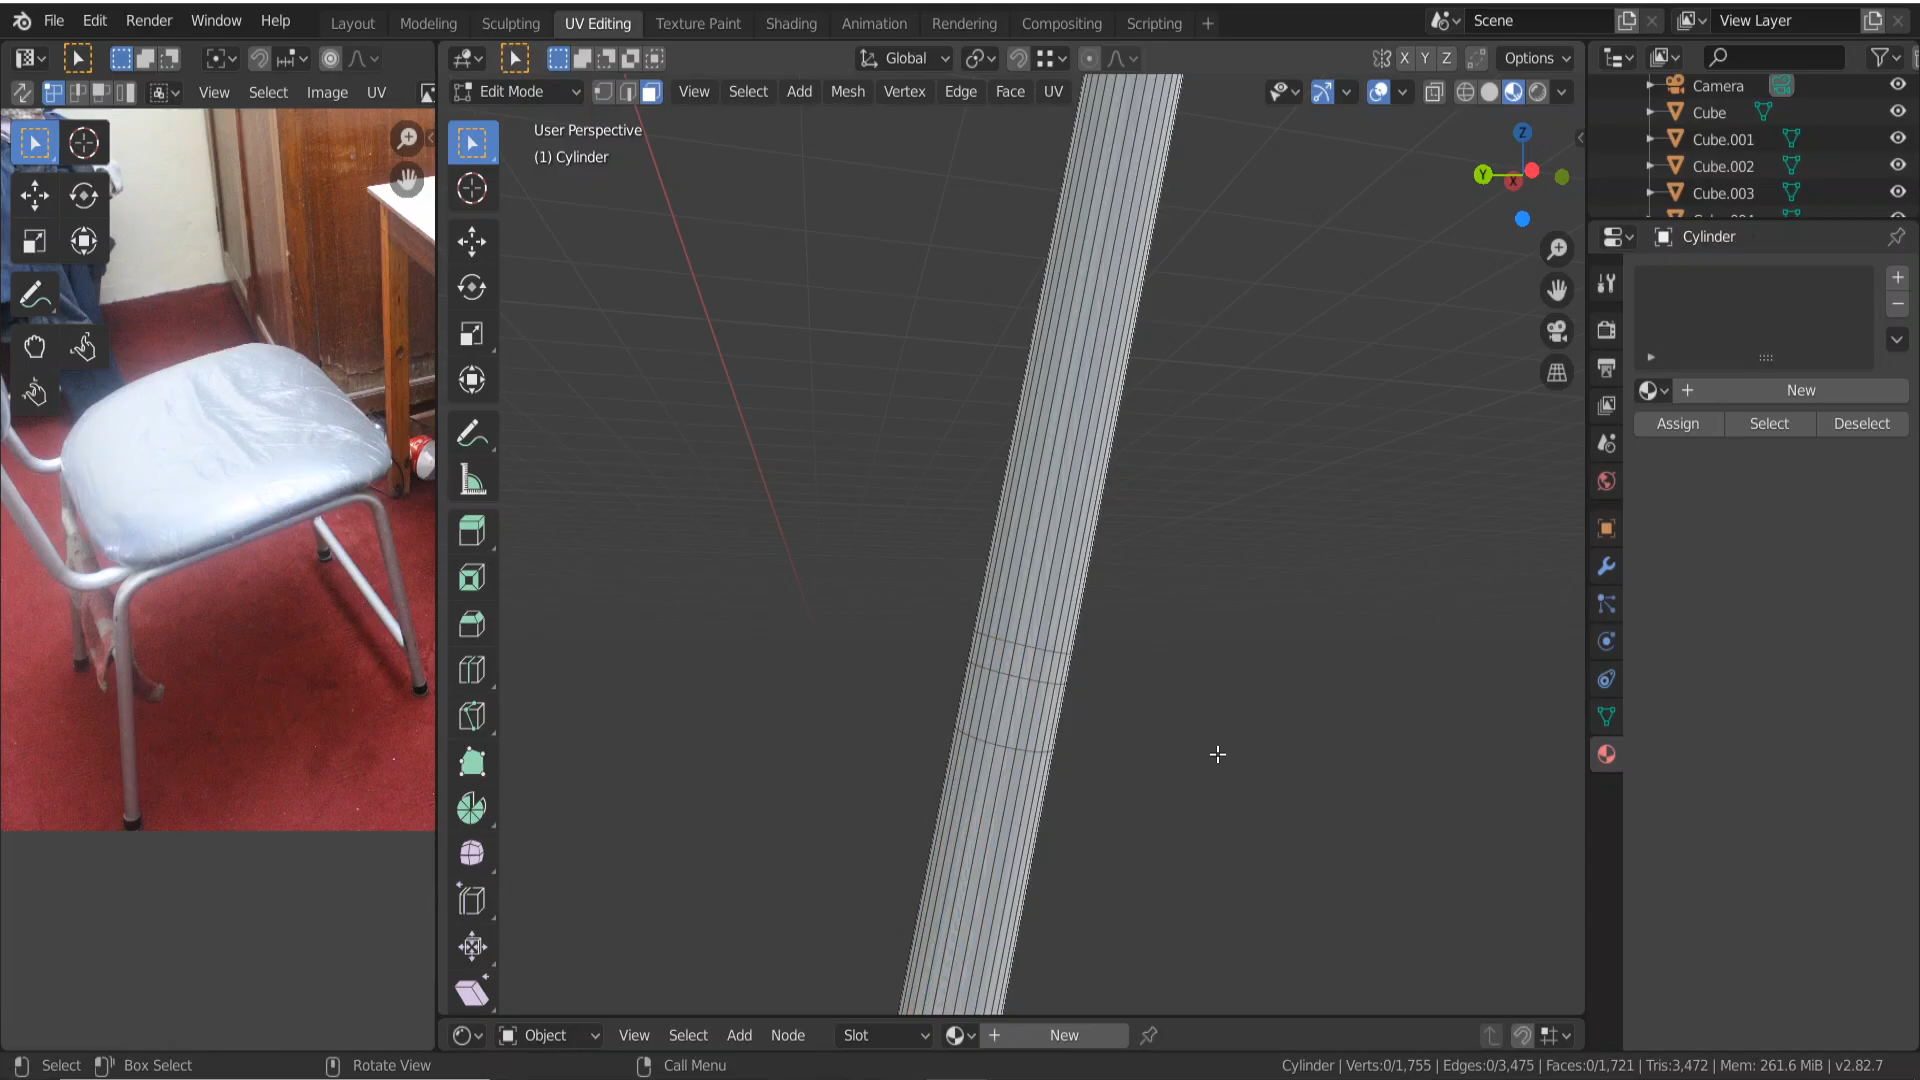 File Edit Render Window Help Layout Modeling Sculpting UV Editing Texture Paint Shading Animation Rendering Compositing Scripting + Scene View Layer
Global X Y Z Options
View Select Image UV Edit Mode View Select Add Mesh Vertex Edge Face UV
Camera
Cube
Cube.001
Cube.002
Cube.003
User Perspective
(1) Cylinder
Z
Y
X
Cylinder
New
Assign Select Deselect
Object View Select Add Node Slot New
Select Box Select Rotate View Call Menu Cylinder | Verts:0/1,755 | Edges:0/3,475 | Faces:0/1,721 | Tris:3,472 | Mem: 261.6 MiB | v2.82.7